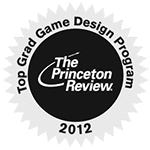 Top Grad Game Design Program
The
Princeton
Review.
2012